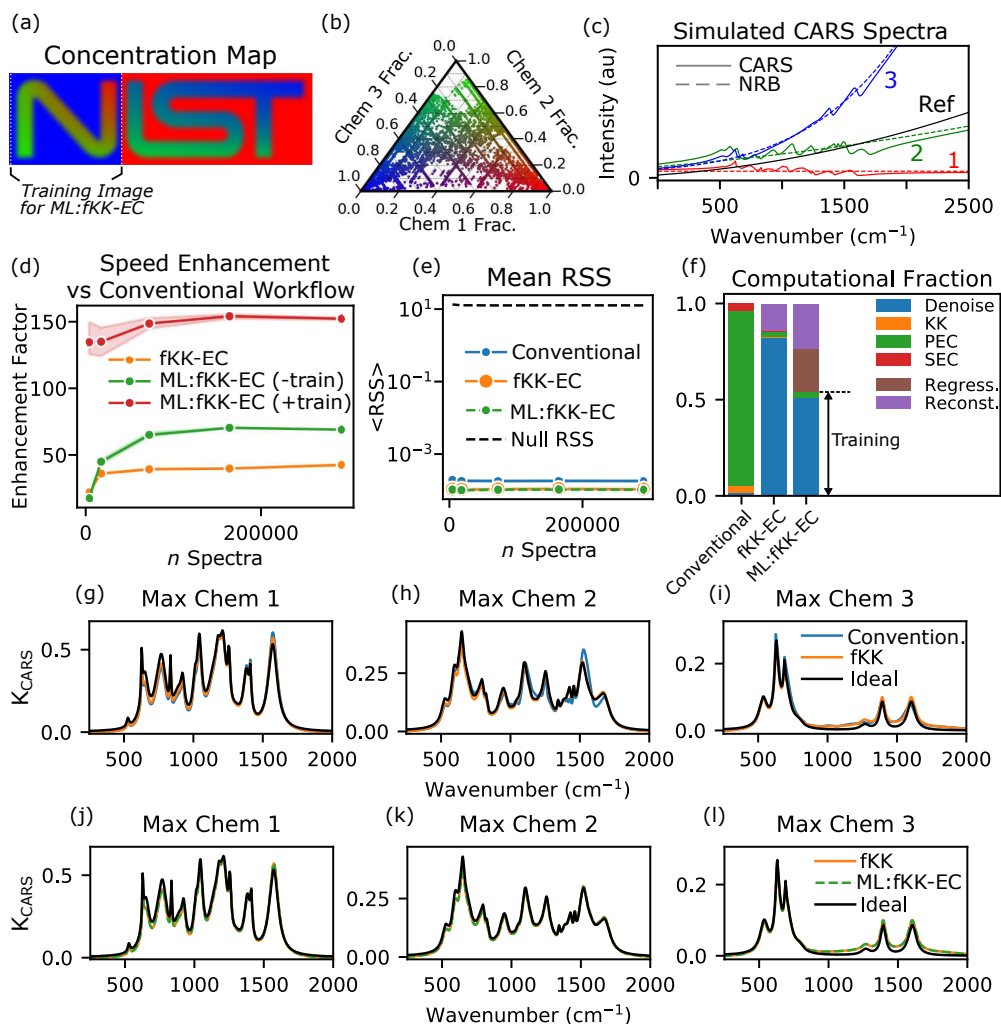 (a)
Concentration Map
Training Image
for ML:fKK-EC
(b)
Chem 3 Frac.
Chem 2 Frac.
Chem 1 Frac.
0.0
0.2
0.4
0.6
0.8
1.0
0.0
0.2
0.4
0.6
0.8
1.0
0.0 0.2 0.4 0.6 0.8 1.0
(c)
Simulated CARS Spectra
Intensity (au)
CARS
NRB
3
Ref
2
1
0
500 1500 2500
Wavenumber (cm⁻¹)
(d)
Speed Enhancement
vs Conventional Workflow
Enhancement Factor
150
100
50
fKK-EC
ML:fKK-EC (-train)
ML:fKK-EC (+train)
0 200000
n Spectra
(e)
Mean RSS
<RSS>
10¹
10⁻¹
10⁻³
Conventional
fKK-EC
ML:fKK-EC
Null RSS
0 200000
n Spectra
(f)
Computational Fraction
1.0
0.5
0.0
Denoise
KK
PEC
SEC
Regress.
Reconst.
Training
Conventional
fKK-EC
ML:fKK-EC
(g)
Max Chem 1
K_CARS
0.5
0.0
500 1000 1500 2000
(h)
Max Chem 2
0.25
0.00
500 1000 1500 2000
Wavenumber (cm⁻¹)
(i)
Max Chem 3
Convention.
fKK
Ideal
0.2
0.0
500 1000 1500 2000
(j)
Max Chem 1
K_CARS
0.5
0.0
500 1000 1500 2000
(k)
Max Chem 2
0.25
0.00
500 1000 1500 2000
Wavenumber (cm⁻¹)
(l)
Max Chem 3
fKK
ML:fKK-EC
Ideal
0.2
0.0
500 1000 1500 2000